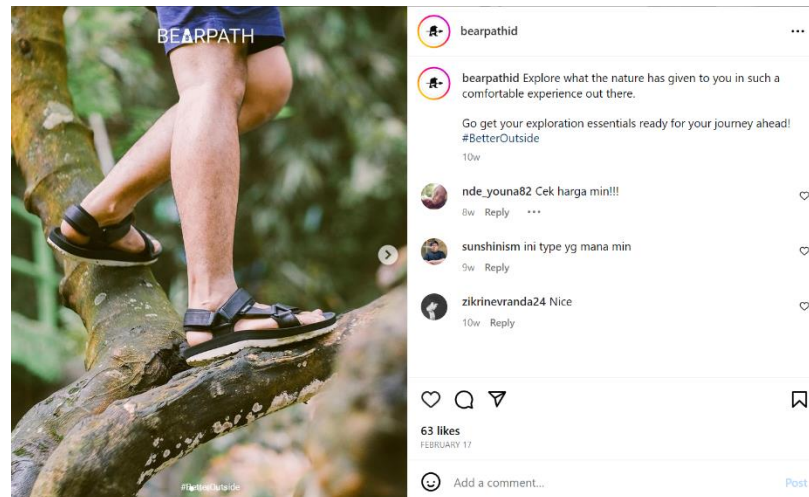 BEARPATH
#BetterOutside
bearpathid
bearpathid Explore what the nature has given to you in such a
comfortable experience out there.
Go get your exploration essentials ready for your journey ahead!
#BetterOutside
10w
nde_youna82 Cek harga min!!!
8w Reply
sunshinism ini type yg mana min
9w Reply
zikrinevranda24 Nice
10w Reply
63 likes
FEBRUARY 17
Add a comment... Post